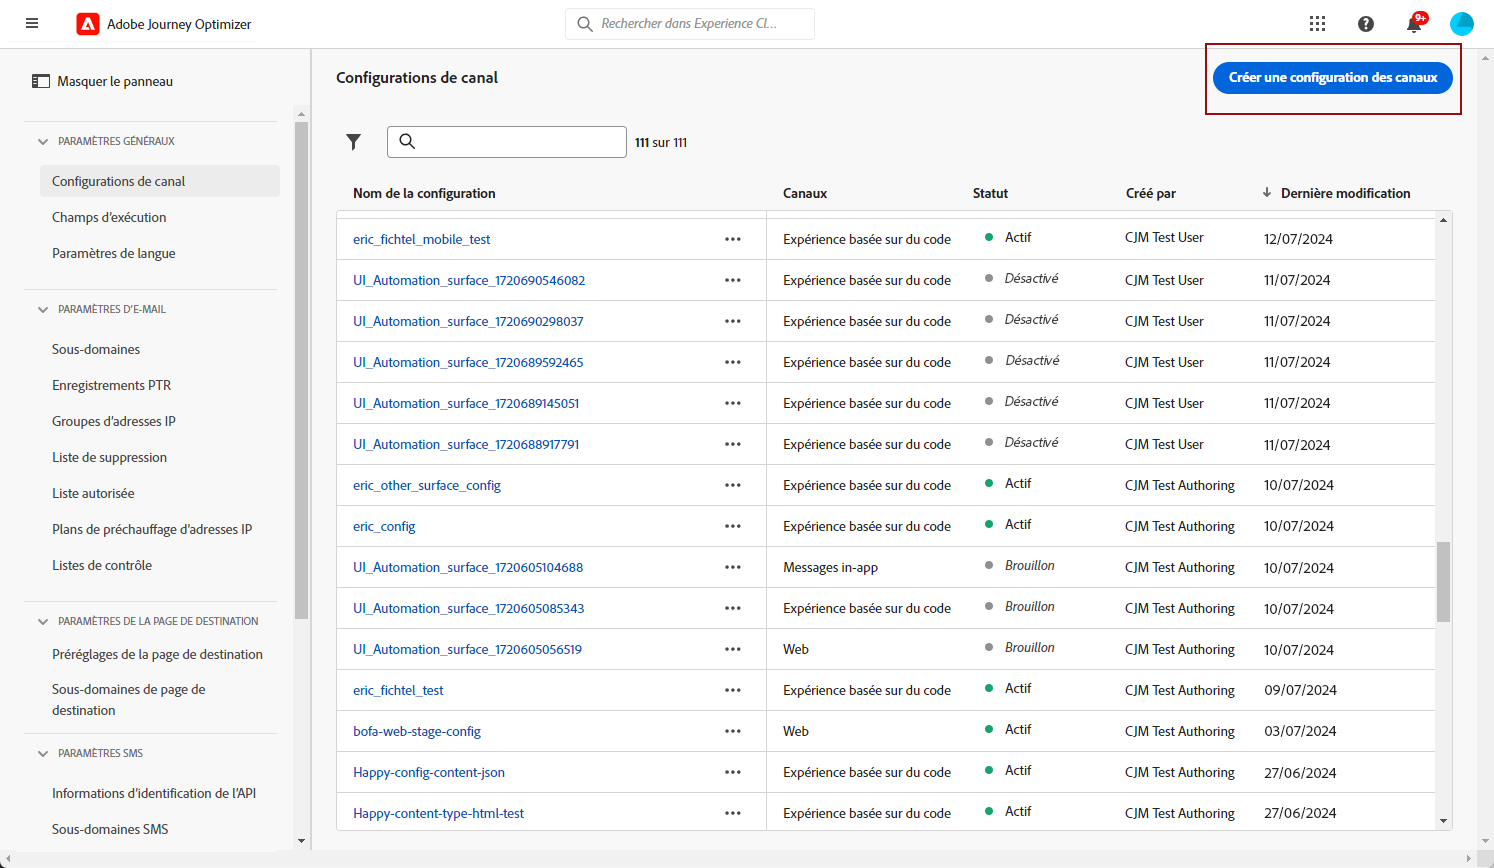 Adobe Journey Optimizer
Rechercher dans Experience Cl...
9+
Masquer le panneau
PARAMÈTRES GÉNÉRAUX
Configurations de canal
Champs d'exécution
Paramètres de langue
PARAMÈTRES D'E-MAIL
Sous-domaines
Enregistrements PTR
Groupes d'adresses IP
Liste de suppression
Liste autorisée
Plans de préchauffage d'adresses IP
Listes de contrôle
PARAMÈTRES DE LA PAGE DE DESTINATION
Préréglages de la page de destination
Sous-domaines de page de
destination
PARAMÈTRES SMS
Informations d'identification de l'API
Sous-domaines SMS
Configurations de canal
Créer une configuration des canaux
111 sur 111
Nom de la configuration Canaux Statut Créé par Dernière modification
eric_fichtel_mobile_test Expérience basée sur du code Actif CJM Test User 12/07/2024
UI_Automation_surface_1720690546082 Expérience basée sur du code Désactivé CJM Test User 11/07/2024
UI_Automation_surface_1720690298037 Expérience basée sur du code Désactivé CJM Test User 11/07/2024
UI_Automation_surface_1720689592465 Expérience basée sur du code Désactivé CJM Test User 11/07/2024
UI_Automation_surface_1720689145051 Expérience basée sur du code Désactivé CJM Test User 11/07/2024
UI_Automation_surface_1720688917791 Expérience basée sur du code Désactivé CJM Test User 11/07/2024
eric_other_surface_config Expérience basée sur du code Actif CJM Test Authoring 10/07/2024
eric_config Expérience basée sur du code Actif CJM Test Authoring 10/07/2024
UI_Automation_surface_1720605104688 Messages in-app Brouillon CJM Test Authoring 10/07/2024
UI_Automation_surface_1720605085343 Expérience basée sur du code Brouillon CJM Test Authoring 10/07/2024
UI_Automation_surface_1720605056519 Web Brouillon CJM Test Authoring 10/07/2024
eric_fichtel_test Expérience basée sur du code Actif CJM Test Authoring 09/07/2024
bofa-web-stage-config Web Actif CJM Test Authoring 03/07/2024
Happy-config-content-json Expérience basée sur du code Actif CJM Test Authoring 27/06/2024
Happy-content-type-html-test Expérience basée sur du code Actif CJM Test Authoring 27/06/2024